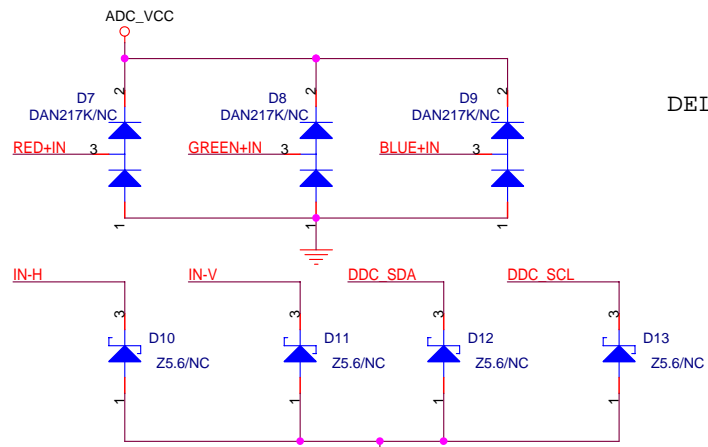 ADC_VCC
D7
DAN217K/NC
D8
DAN217K/NC
D9
DAN217K/NC
DEL
2
2
2
RED+IN
3
GREEN+IN
3
BLUE+IN
3
1
1
1
IN-H
IN-V
DDC_SDA
DDC_SCL
3
3
3
3
D10
Z5.6/NC
D11
Z5.6/NC
D12
Z5.6/NC
D13
Z5.6/NC
1
1
1
1